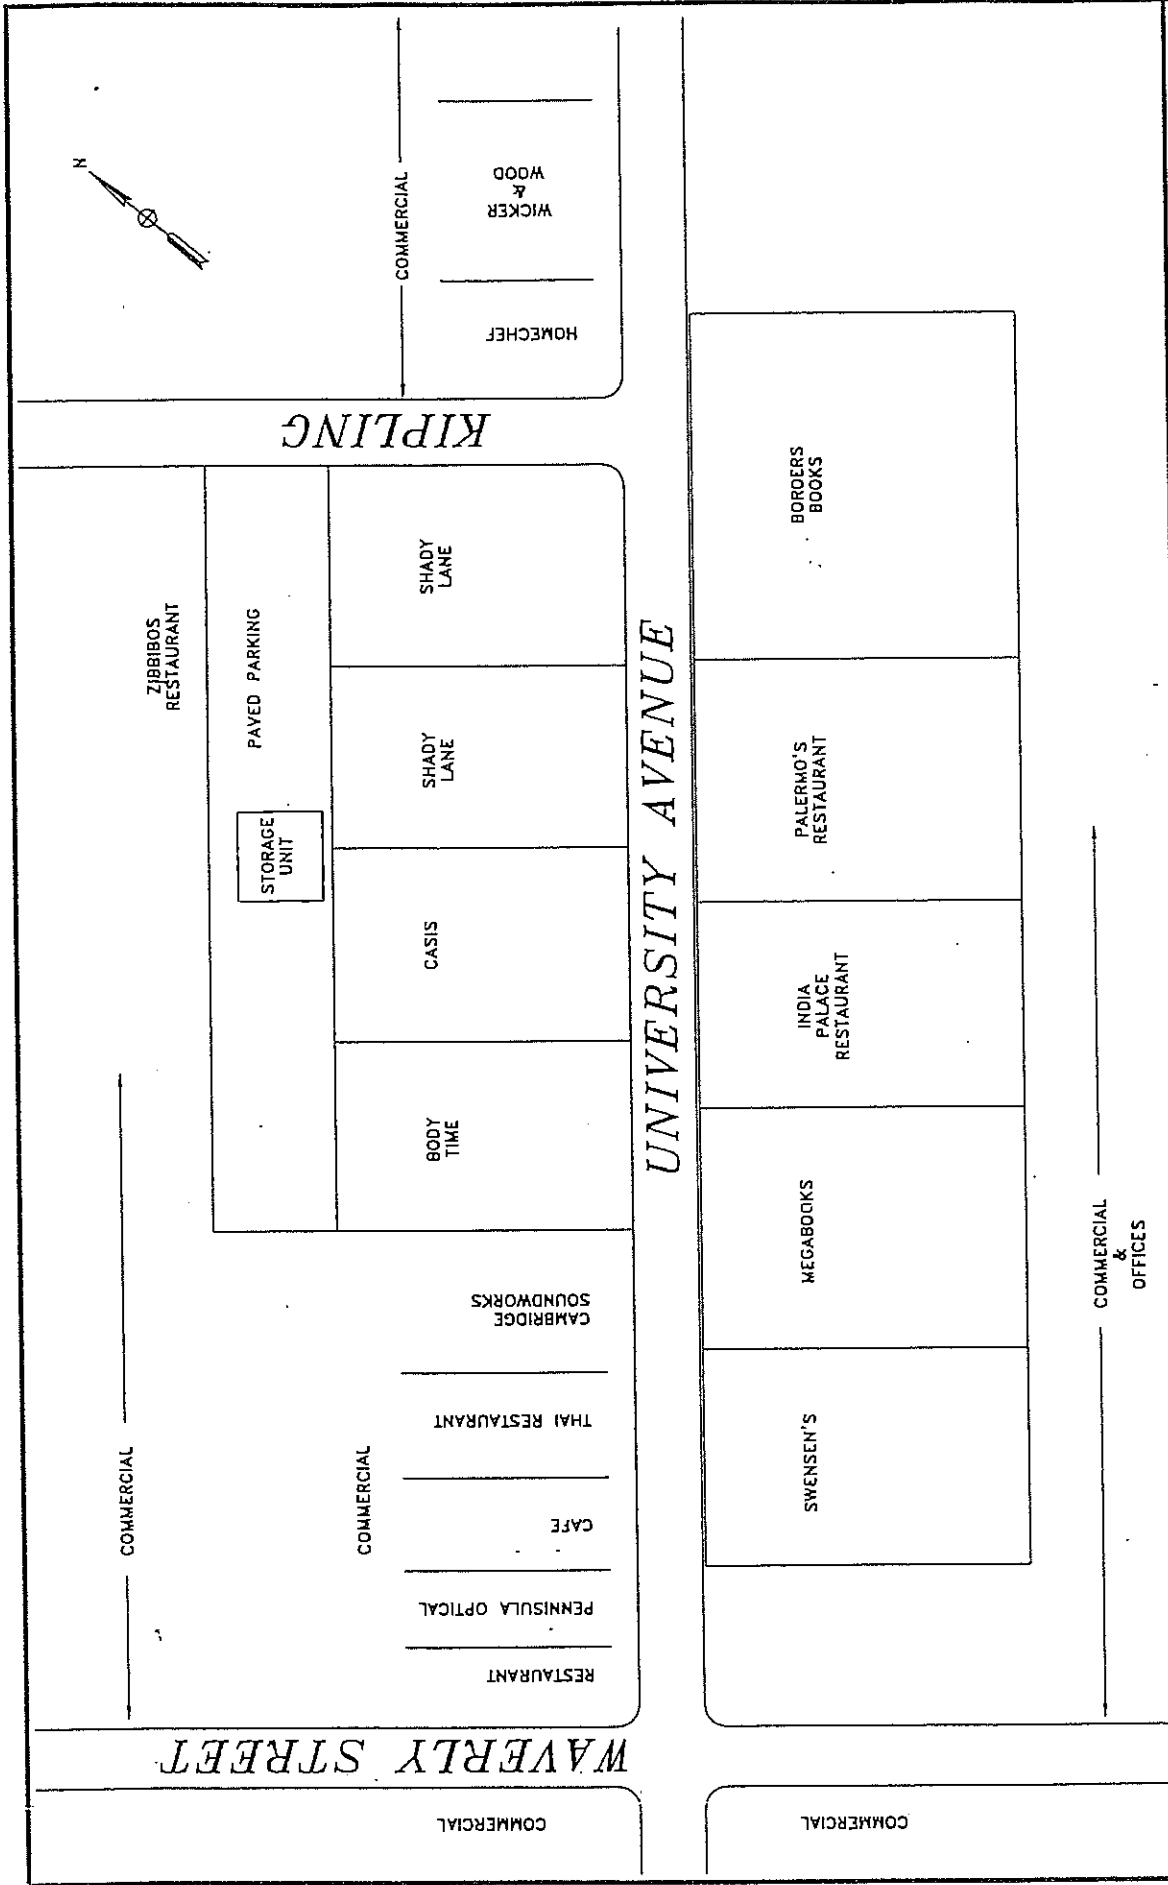 N
COMMERCIAL
WICKER
&
WOOD
HOMECHEF
KIPLING
ZIBBIBOS
RESTAURANT
PAVED PARKING
STORAGE
UNIT
SHADY
LANE
SHADY
LANE
CASIS
BODY
TIME
COMMERCIAL
COMMERCIAL
CAMBRIDGE
SOUNDWORKS
THAI RESTAURANT
CAFE
PENNISULA OPTICAL
RESTAURANT
UNIVERSITY AVENUE
BORDERS
BOOKS
PALERMO'S
RESTAURANT
INDIA
PALACE
RESTAURANT
MEGABOOKS
SWENSEN'S
COMMERCIAL
&
OFFICES
WAVERLY STREET
COMMERCIAL
COMMERCIAL